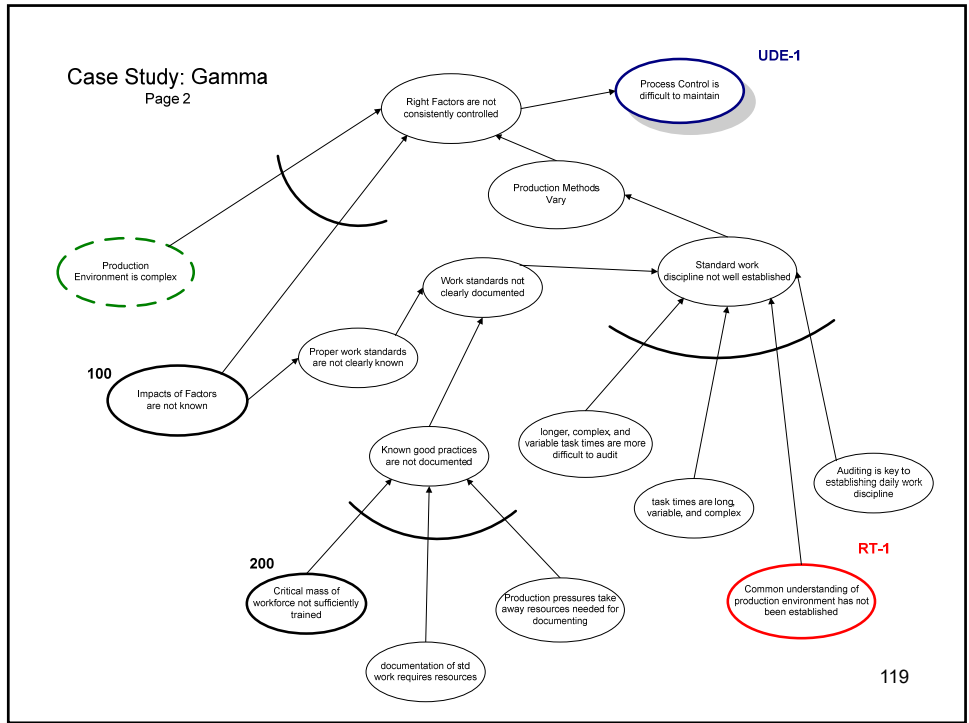 UDE-1
Case Study: Gamma
Page 2
Process Control is
difficult to maintain
Right Factors are not
consistently controlled
Production Methods
Vary
Production
Environment is complex
Standard work
discipline not well established
Work standards not
clearly documented
Proper work standards
are not clearly known
100
Impacts of Factors
are not known
longer, complex, and
variable task times are more
difficult to audit
Known good practices
are not documented
Auditing is key to
establishing daily work
discipline
task times are long,
variable, and complex
RT-1
200
Critical mass of
workforce not sufficiently
trained
Production pressures take
away resources needed for
documenting
Common understanding of
production environment has not
been established
documentation of std
work requires resources
119